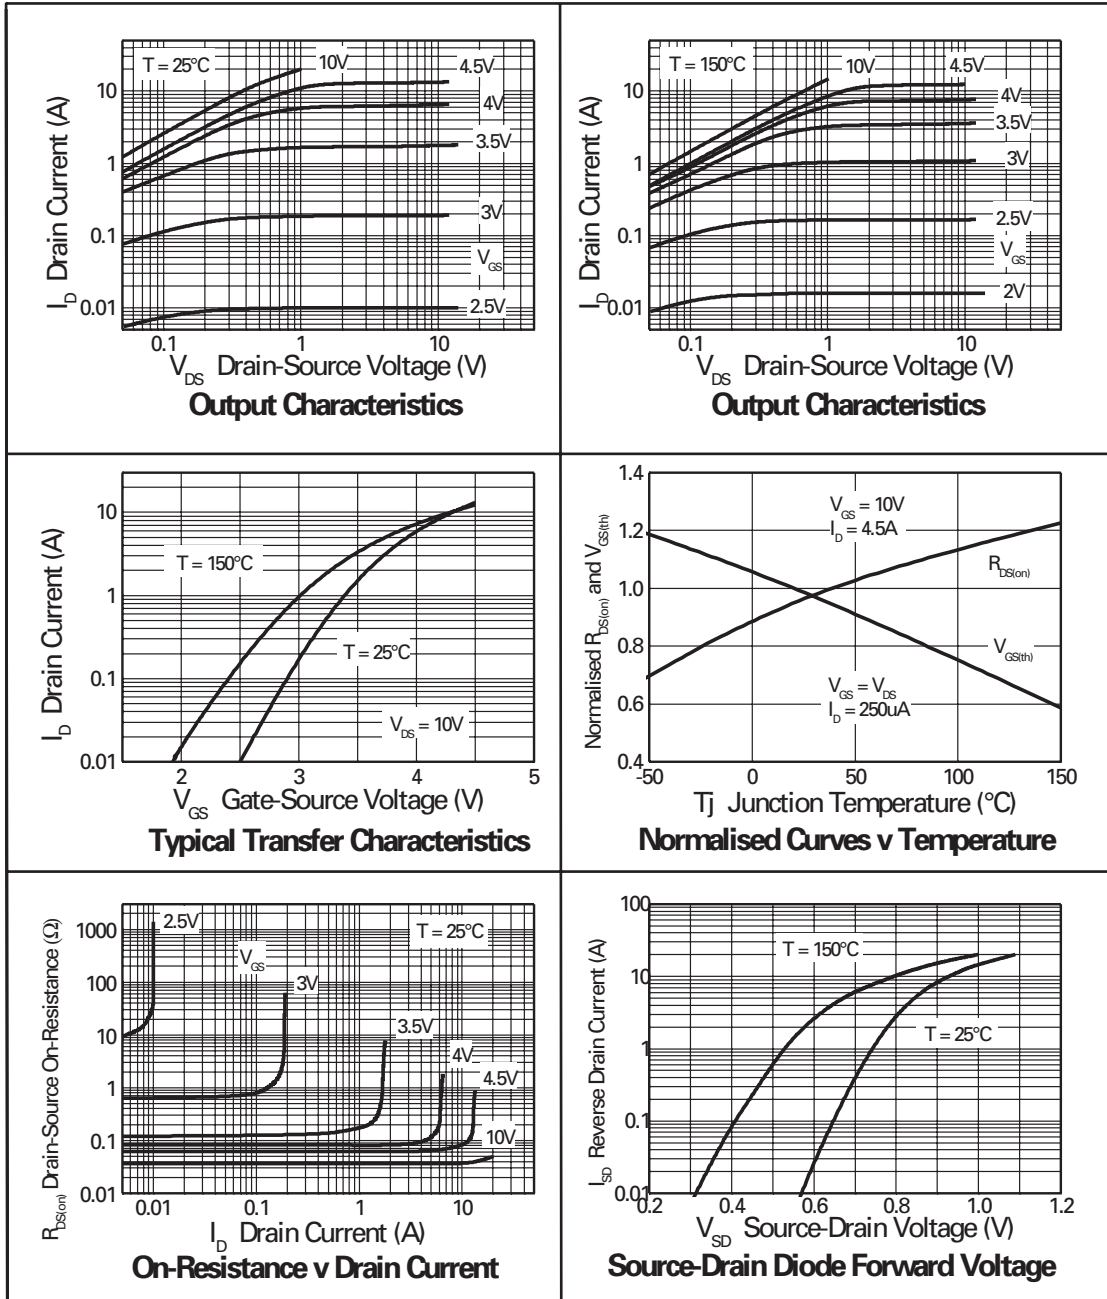 T = 25°C
10V
4.5V
4V
3.5V
3V
V_GS
2.5V
10
1
0.1
0.01
0.1
1
10
I_D Drain Current (A)
V_DS Drain-Source Voltage (V)
Output Characteristics
T = 150°C
10V
4.5V
4V
3.5V
3V
2.5V
V_GS
2V
10
1
0.1
0.01
0.1
1
10
I_D Drain Current (A)
V_DS Drain-Source Voltage (V)
Output Characteristics
10
1
0.1
0.01
T = 150°C
T = 25°C
V_DS = 10V
2
3
4
5
I_D Drain Current (A)
V_GS Gate-Source Voltage (V)
Typical Transfer Characteristics
1.4
1.2
1.0
0.8
0.6
0.4
V_GS = 10V
I_D = 4.5A
R_DS(on)
V_GS(th)
V_GS = V_DS
I_D = 250uA
-50
0
50
100
150
Normalised R_DS(on) and V_GS(th)
Tj Junction Temperature (°C)
Normalised Curves v Temperature
1000
100
10
1
0.1
0.01
2.5V
V_GS
T = 25°C
3V
3.5V
4V
4.5V
10V
0.01
0.1
1
10
R_DS(on) Drain-Source On-Resistance (Ω)
I_D Drain Current (A)
On-Resistance v Drain Current
100
10
1
0.1
0.01
T = 150°C
T = 25°C
0.2
0.4
0.6
0.8
1.0
1.2
I_SD Reverse Drain Current (A)
V_SD Source-Drain Voltage (V)
Source-Drain Diode Forward Voltage